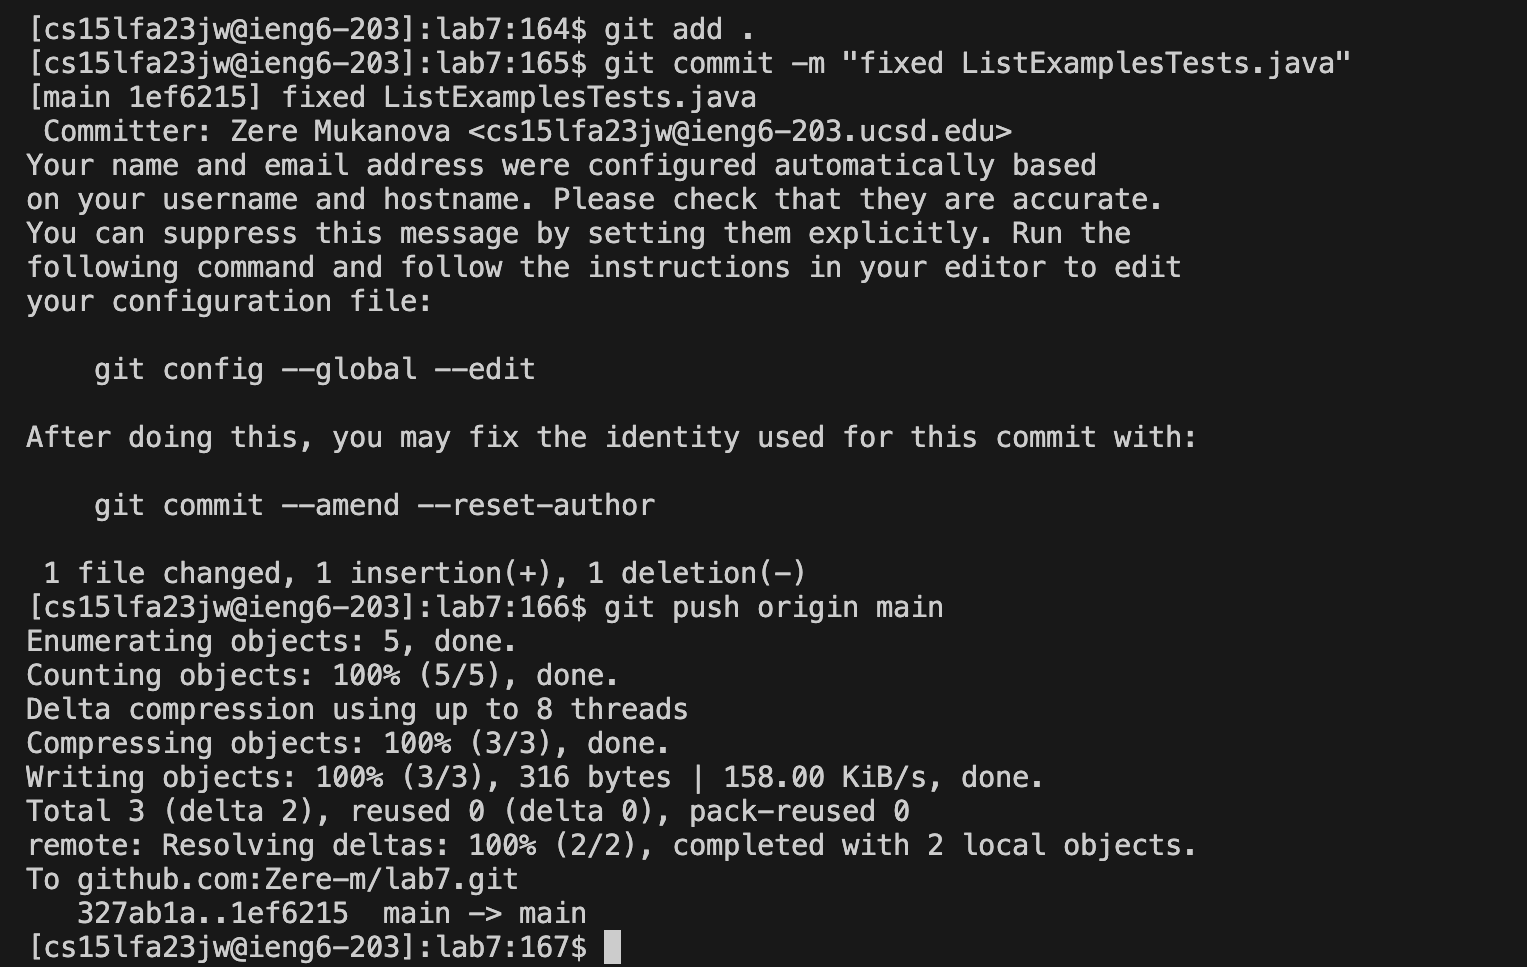 [cs15lfa23jw@ieng6-203]:lab7:164$ git add .
[cs15lfa23jw@ieng6-203]:lab7:165$ git commit -m "fixed ListExamplesTests.java"
[main 1ef6215] fixed ListExamplesTests.java
 Committer: Zere Mukanova <cs15lfa23jw@ieng6-203.ucsd.edu>
Your name and email address were configured automatically based
on your username and hostname. Please check that they are accurate.
You can suppress this message by setting them explicitly. Run the
following command and follow the instructions in your editor to edit
your configuration file:

    git config --global --edit

After doing this, you may fix the identity used for this commit with:

    git commit --amend --reset-author

 1 file changed, 1 insertion(+), 1 deletion(-)
[cs15lfa23jw@ieng6-203]:lab7:166$ git push origin main
Enumerating objects: 5, done.
Counting objects: 100% (5/5), done.
Delta compression using up to 8 threads
Compressing objects: 100% (3/3), done.
Writing objects: 100% (3/3), 316 bytes | 158.00 KiB/s, done.
Total 3 (delta 2), reused 0 (delta 0), pack-reused 0
remote: Resolving deltas: 100% (2/2), completed with 2 local objects.
To github.com:Zere-m/lab7.git
   327ab1a..1ef6215  main -> main
[cs15lfa23jw@ieng6-203]:lab7:167$